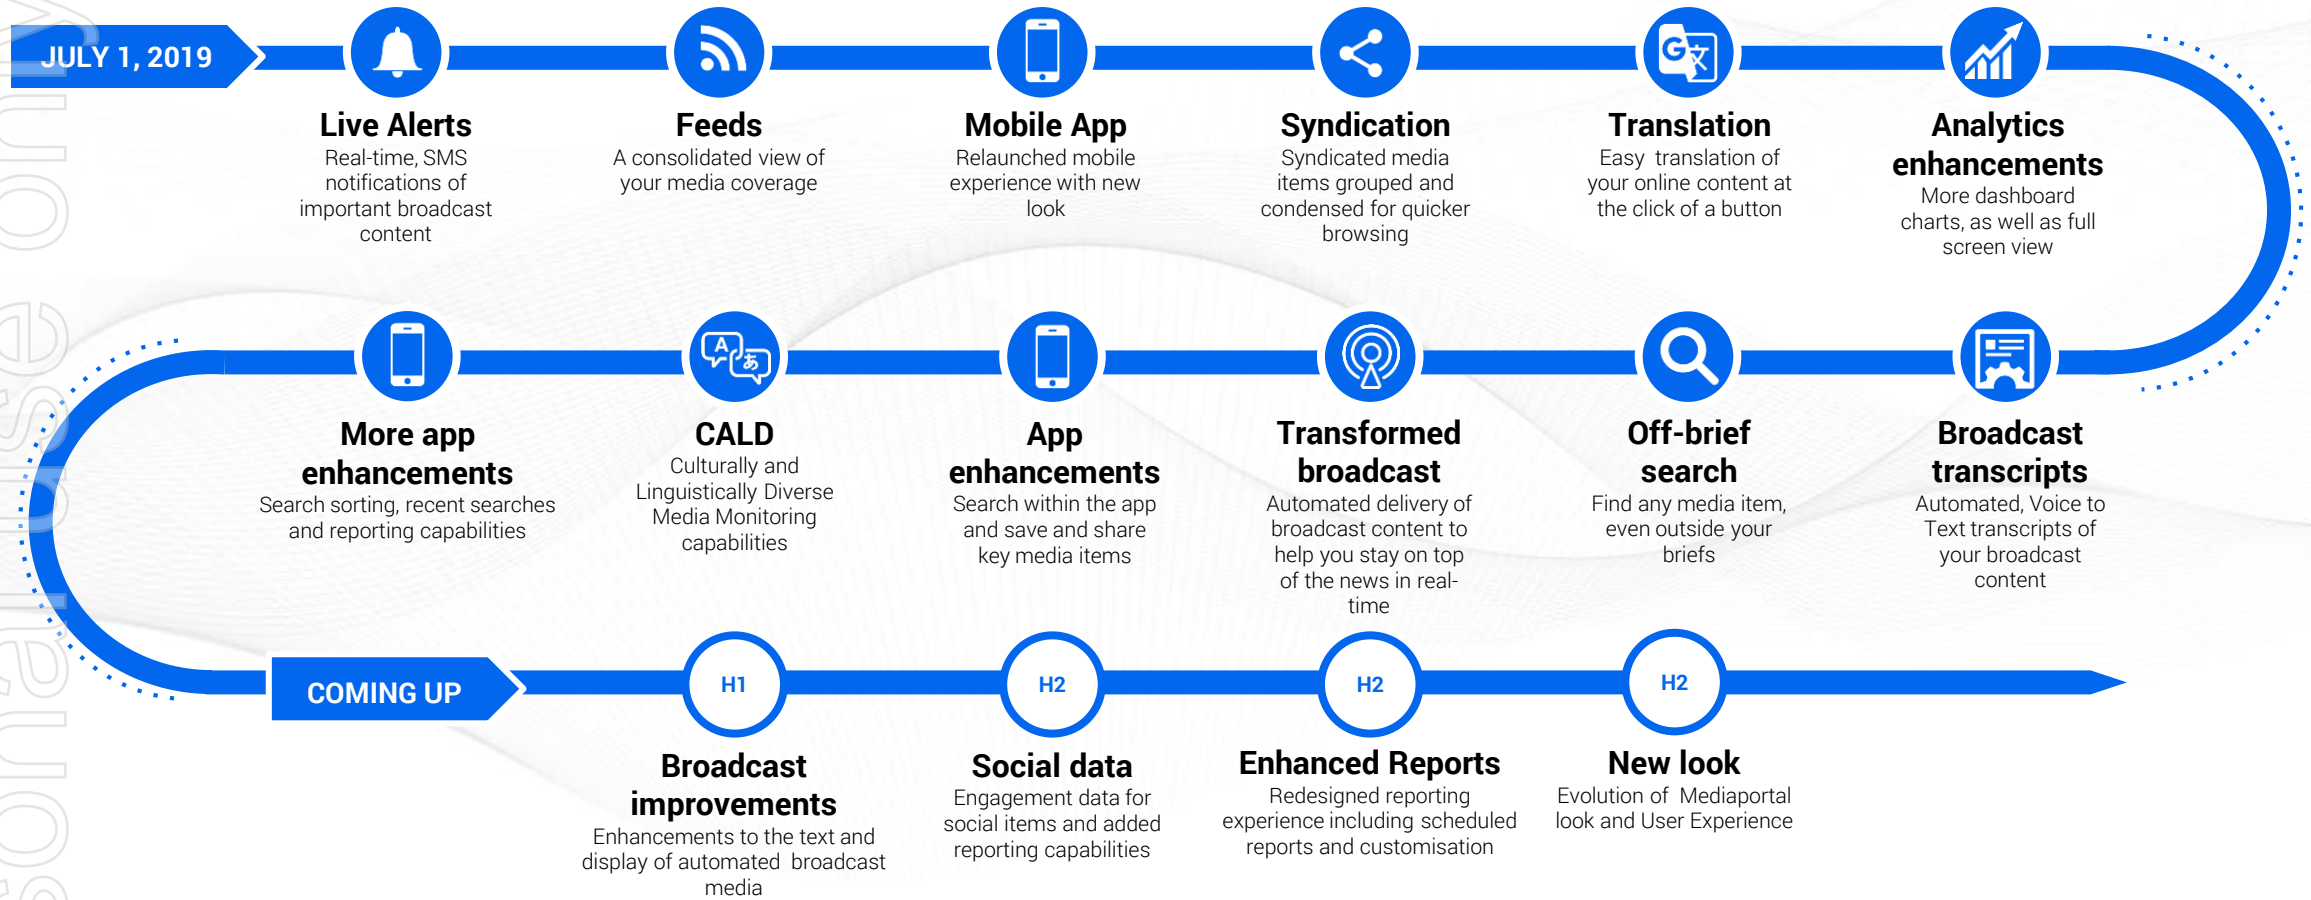 JULY 1, 2019
Live Alerts
Real-time, SMS
notifications of
important broadcast
content
Feeds
A consolidated view of
your media coverage
Mobile App
Relaunched mobile
experience with new
look
Syndication
Syndicated media
items grouped and
condensed for quicker
browsing
G文
Translation
Easy translation of
your online content at
the click of a button
Analytics
enhancements
More dashboard
charts, as well as full
screen view
More app
enhancements
Search sorting, recent searches
and reporting capabilities
A あ
CALD
Culturally and
Linguistically Diverse
Media Monitoring
capabilities
App
enhancements
Search within the app
and save and share
key media items
Transformed
broadcast
Automated delivery of
broadcast content to
help you stay on top
of the news in real-
time
Off-brief
search
Find any media item,
even outside your
briefs
Broadcast
transcripts
Automated, Voice to
Text transcripts of
your broadcast
content
COMING UP
H1
Broadcast
improvements
Enhancements to the text and
display of automated broadcast
media
H2
Social data
Engagement data for
social items and added
reporting capabilities
H2
Enhanced Reports
Redesigned reporting
experience including scheduled
reports and customisation
H2
New look
Evolution of Mediaportal
look and User Experience
sonal use only